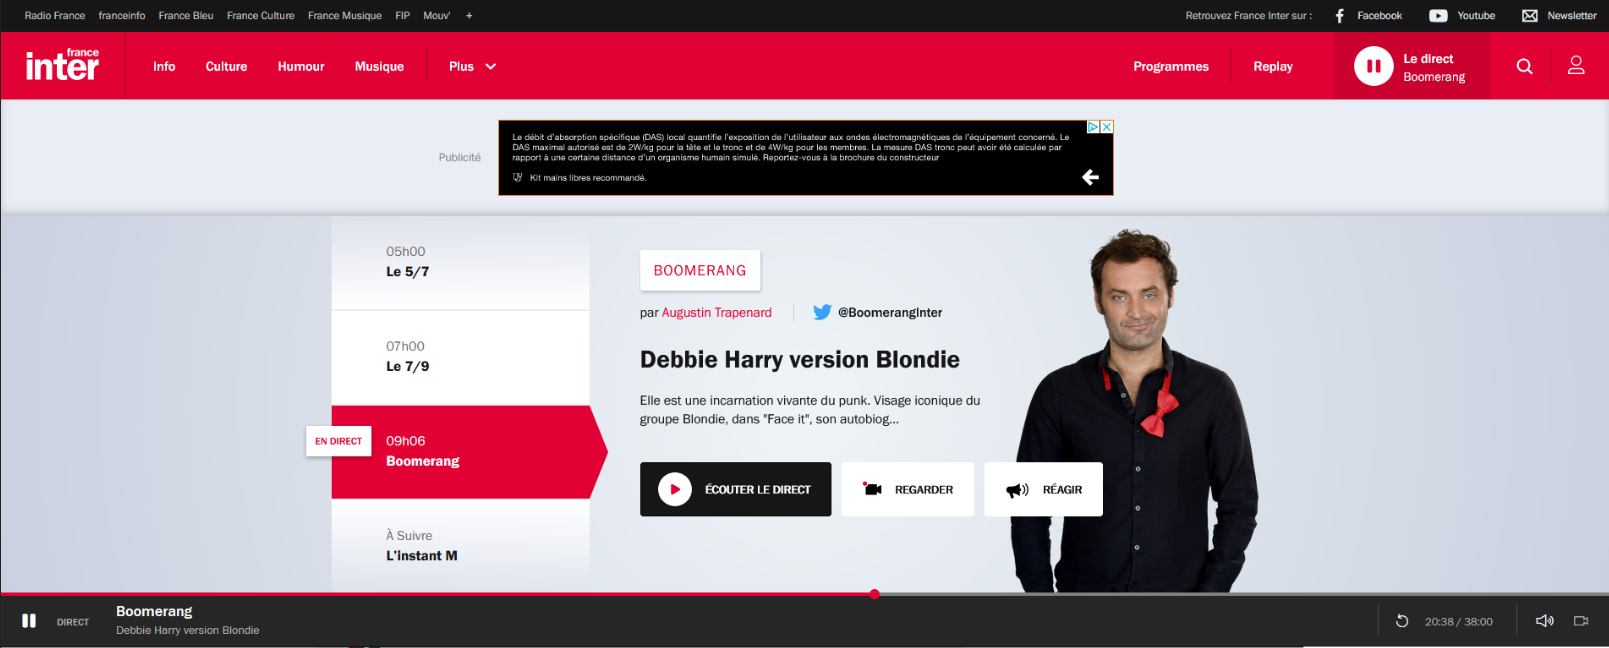 Radio France franceinfo France Bleu France Culture France Musique FIP Mouv' +
Retrouvez France Inter sur : Facebook Youtube Newsletter
france
inter
Info Culture Humour Musique Plus
Programmes Replay
Le direct
Boomerang
Publicité
Le débit d'absorption spécifique (DAS) local quantifie l'exposition de l'utilisateur aux ondes électromagnétiques de l'équipement concerné. Le
DAS maximal autorisé est de 2W/kg pour la tête et le tronc et de 4W/kg pour les membres. La mesure DAS tronc peut avoir été calculée par
rapport à une certaine distance d'un organisme humain simulé. Reportez-vous à la brochure du constructeur
Kit mains libres recommandé.
05h00
Le 5/7
07h00
Le 7/9
EN DIRECT
09h06
Boomerang
À Suivre
L'instant M
BOOMERANG
par Augustin Trapenard
@BoomerangInter
Debbie Harry version Blondie
Elle est une incarnation vivante du punk. Visage iconique du
groupe Blondie, dans "Face it", son autobiog...
ÉCOUTER LE DIRECT
REGARDER
RÉAGIR
DIRECT
Boomerang
Debbie Harry version Blondie
20:38 / 38:00